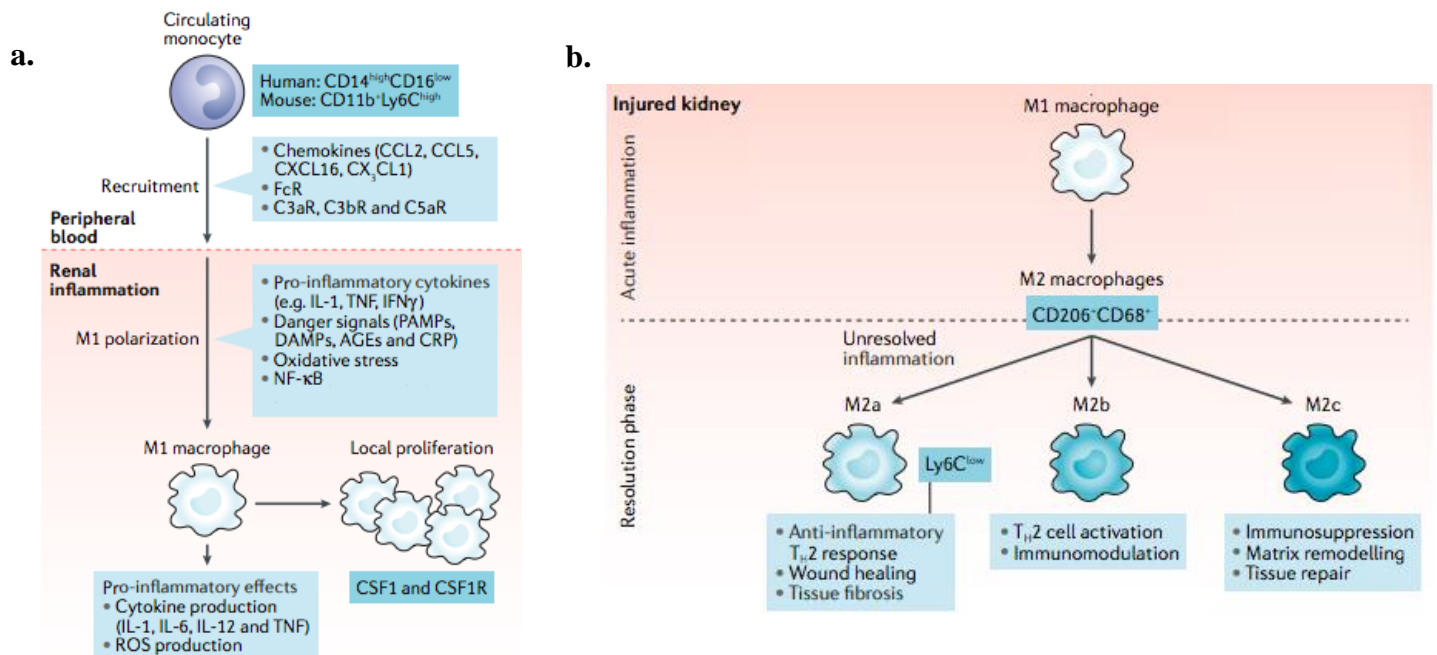 a.
Circulating
monocyte
Human: CD14highCD16low
Mouse: CD11b+Ly6Chigh
Recruitment
• Chemokines (CCL2, CCL5,
CXCL16, CX3CL1)
• FcR
• C3aR, C3bR and C5aR
Peripheral
blood
Renal
inflammation
M1 polarization
• Pro-inflammatory cytokines
(e.g. IL-1, TNF, IFNγ)
• Danger signals (PAMPs,
DAMPs, AGEs and CRP)
• Oxidative stress
• NF-κB
M1 macrophage
Local proliferation
CSF1 and CSF1R
Pro-inflammatory effects
• Cytokine production
(IL-1, IL-6, IL-12 and TNF)
• ROS production
b.
Injured kidney
Acute inflammation
M1 macrophage
M2 macrophages
CD206+CD68+
Unresolved
inflammation
Resolution phase
M2a
M2b
M2c
Ly6Clow
• Anti-inflammatory
TH2 response
• Wound healing
• Tissue fibrosis
• TH2 cell activation
• Immunomodulation
• Immunosuppression
• Matrix remodelling
• Tissue repair